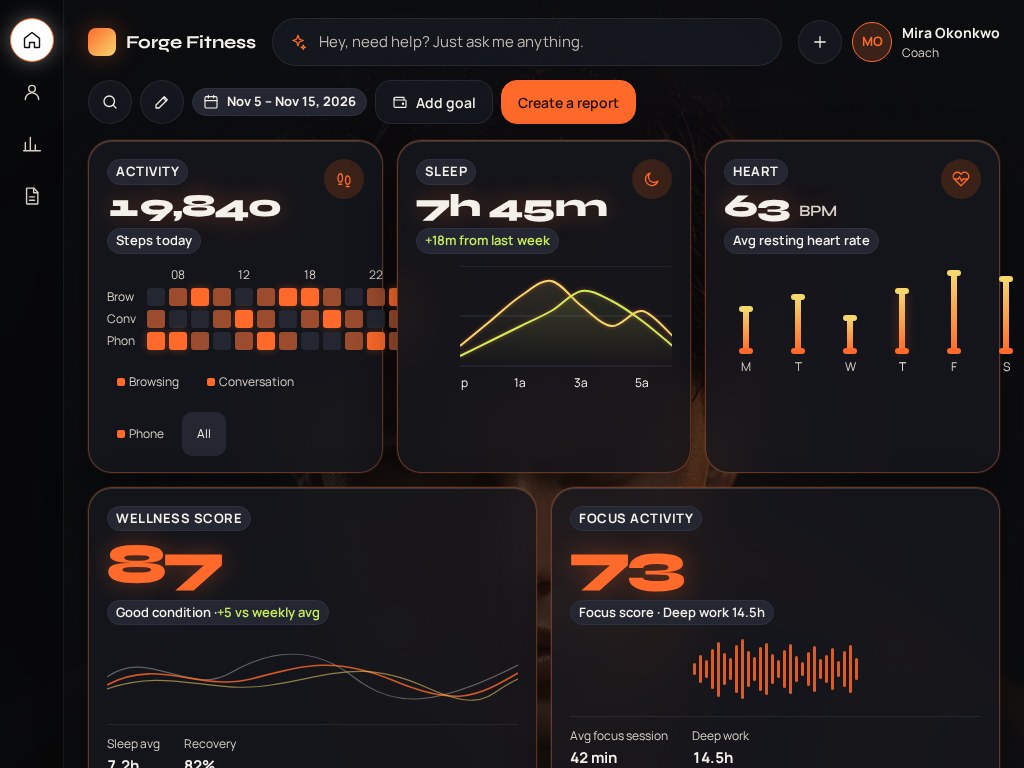 Forge Fitness
Hey, need help? Just ask me anything.
MO
Mira Okonkwo
Coach
Nov 5 – Nov 15, 2026
Add goal
Create a report
ACTIVITY
19,840
Steps today
08 12 18 22
Brow
Conv
Phon
Browsing
Conversation
Phone
All
SLEEP
7h 45m
+18m from last week
p 1a 3a 5a
HEART
63 BPM
Avg resting heart rate
M T W T F S
WELLNESS SCORE
87
Good condition ·+5 vs weekly avg
Sleep avg Recovery
7.2h 82%
FOCUS ACTIVITY
73
Focus score · Deep work 14.5h
Avg focus session Deep work
42 min 14.5h